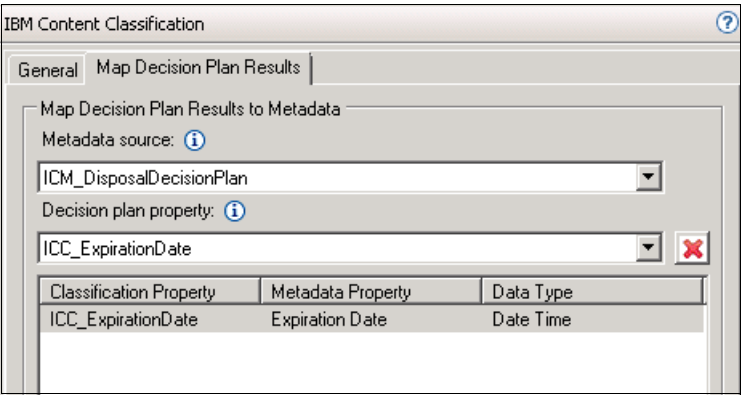 IBM Content Classification
?
General Map Decision Plan Results
Map Decision Plan Results to Metadata
Metadata source: i
ICM_DisposalDecisionPlan
Decision plan property: i
ICC_ExpirationDate
Classification Property Metadata Property Data Type
ICC_ExpirationDate Expiration Date Date Time